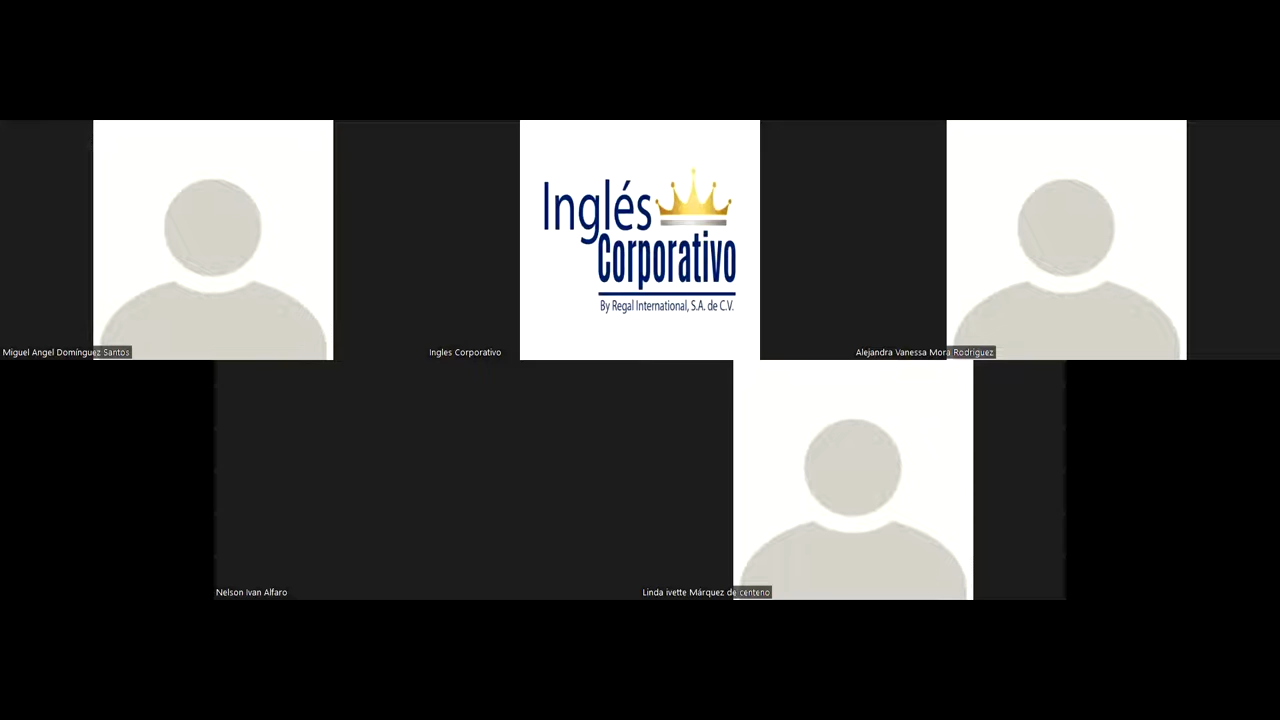 Inglés
Corporativo
By Regal International, S.A. de C.V.
Miguel Angel Domínguez Santos
Ingles Corporativo
Alejandra Vanessa Mora Rodriguez
Nelson Ivan Alfaro
Linda ivette Márquez de centeno